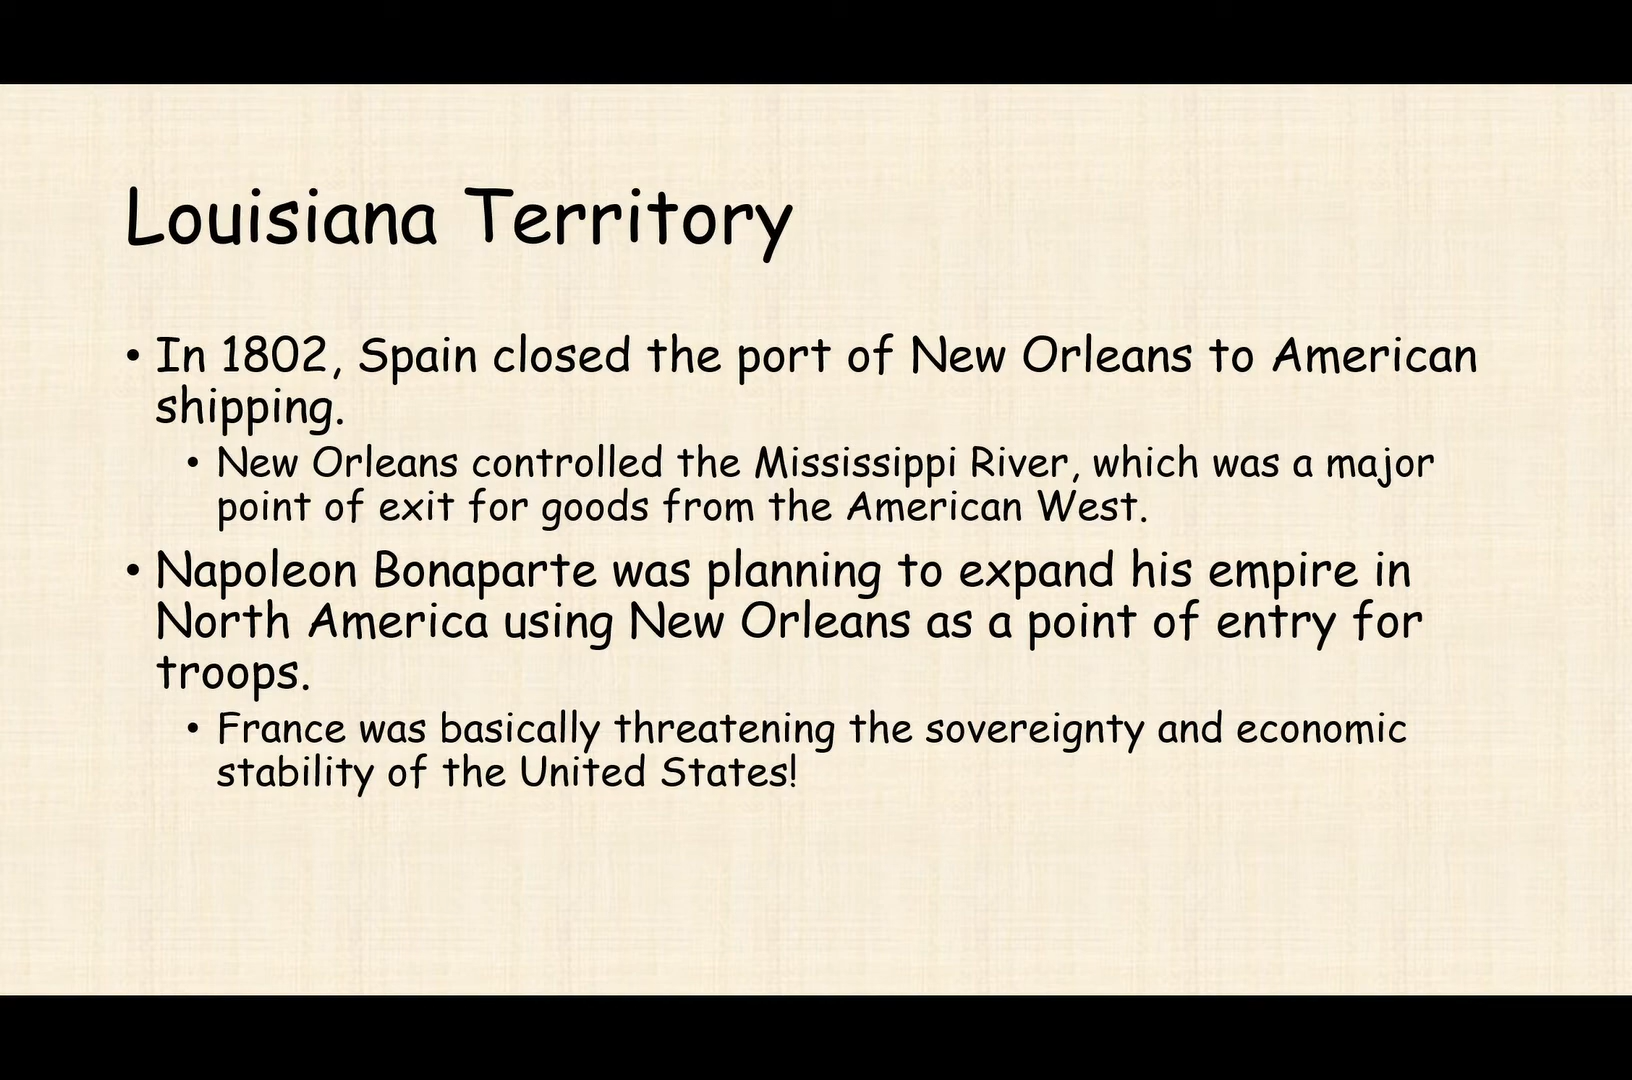 Louisiana Territory
• In 1802, Spain closed the port of New Orleans to American
shipping.
• New Orleans controlled the Mississippi River, which was a major
point of exit for goods from the American West.
• Napoleon Bonaparte was planning to expand his empire in
North America using New Orleans as a point of entry for
troops.
• France was basically threatening the sovereignty and economic
stability of the United States!